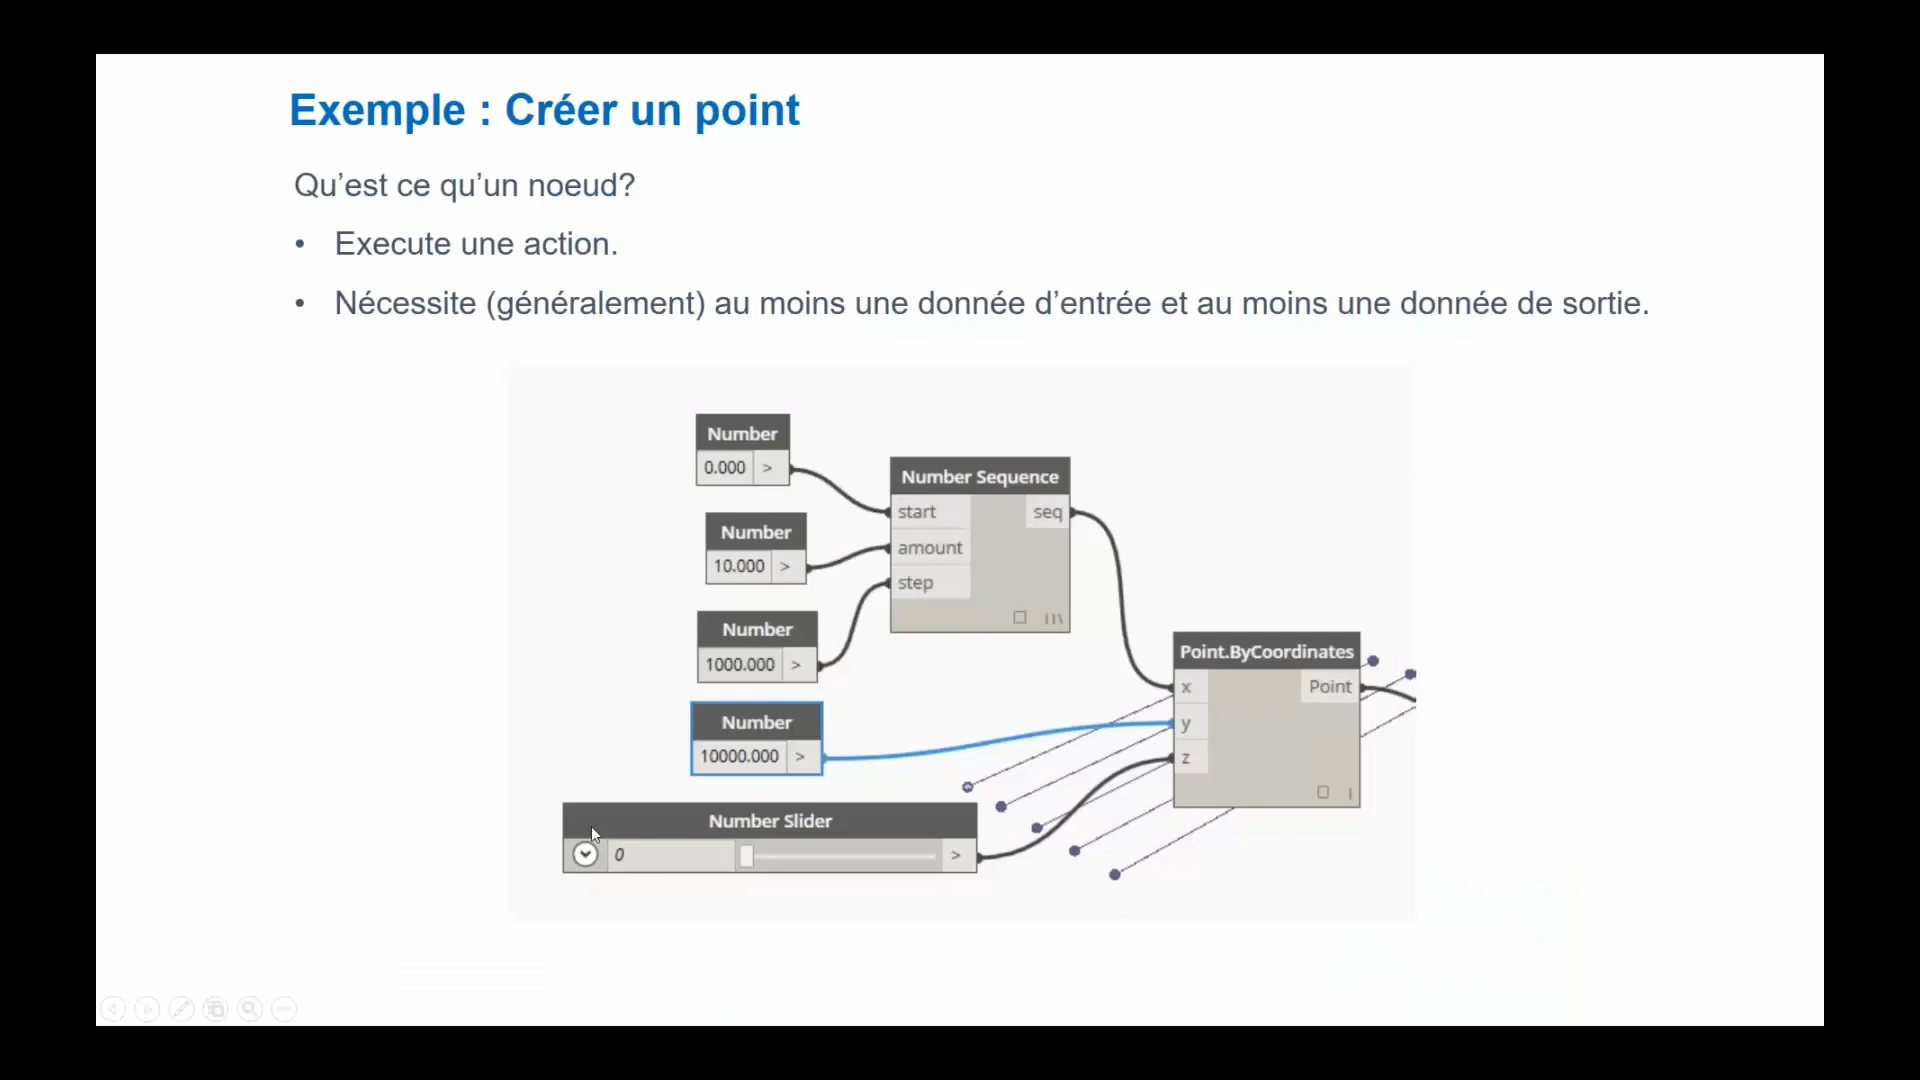 Exemple : Créer un point
Qu’est ce qu’un noeud?
• Execute une action.
• Nécessite (généralement) au moins une donnée d’entrée et au moins une donnée de sortie.
Number
0.000 >
Number
10.000 >
Number
1000.000 >
Number
10000.000 >
Number Slider
0 >
Number Sequence
start seq
amount
step
Point.ByCoordinates
x Point
y
z